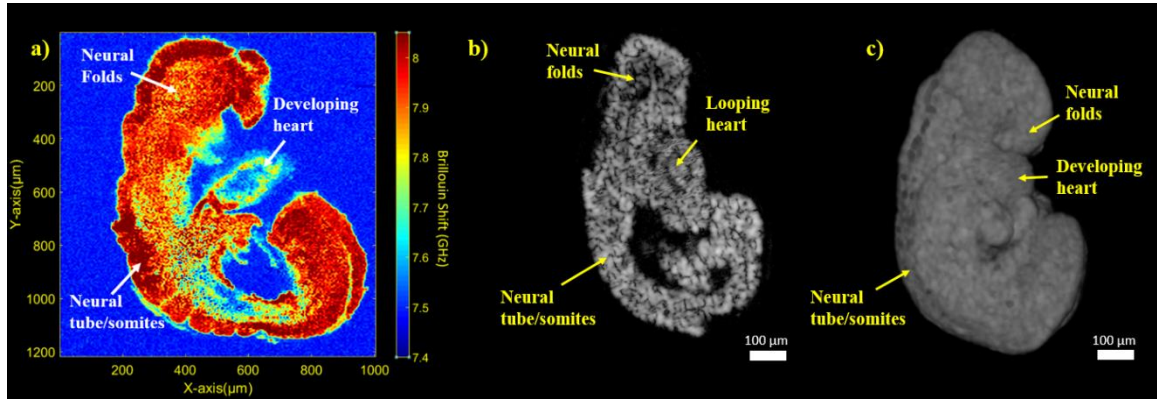 a)
Neural
Folds
Developing
heart
Neural
tube/somites
200
400
600
800
1000
1200
Y-axis(μm)
200
400
600
800
1000
X-axis(μm)
8
7.9
7.8
7.7
7.6
7.5
7.4
Brillouin Shift (GHz)
b)
Neural
folds
Looping
heart
Neural
tube/somites
100 μm
c)
Neural
folds
Developing
heart
Neural
tube/somites
100 μm